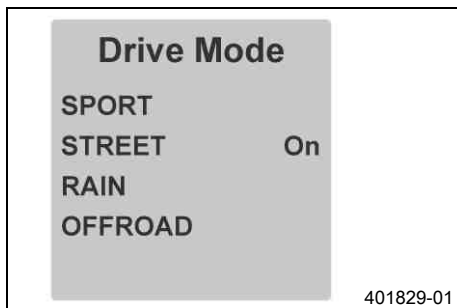 Drive Mode
SPORT
STREET On
RAIN
OFFROAD
401829-01